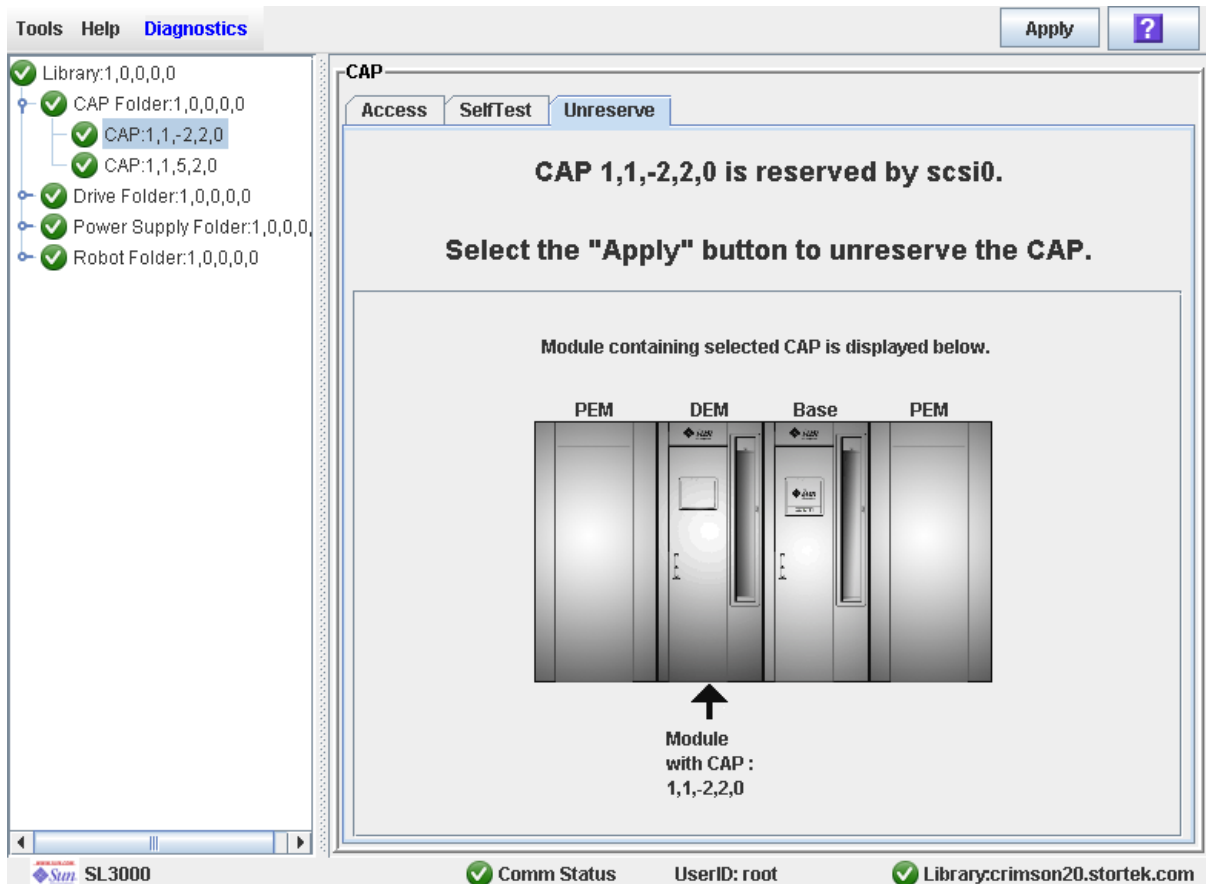 Tools Help Diagnostics
Apply
?
Library:1,0,0,0,0
CAP Folder:1,0,0,0,0
CAP:1,1,-2,2,0
CAP:1,1,5,2,0
Drive Folder:1,0,0,0,0
Power Supply Folder:1,0,0,0,
Robot Folder:1,0,0,0,0
CAP
Access SelfTest Unreserve
CAP 1,1,-2,2,0 is reserved by scsi0.
Select the "Apply" button to unreserve the CAP.
Module containing selected CAP is displayed below.
PEM DEM Base PEM
Sun
Module
with CAP :
1,1,-2,2,0
Sun SL3000 Comm Status UserID: root Library:crimson20.stortek.com